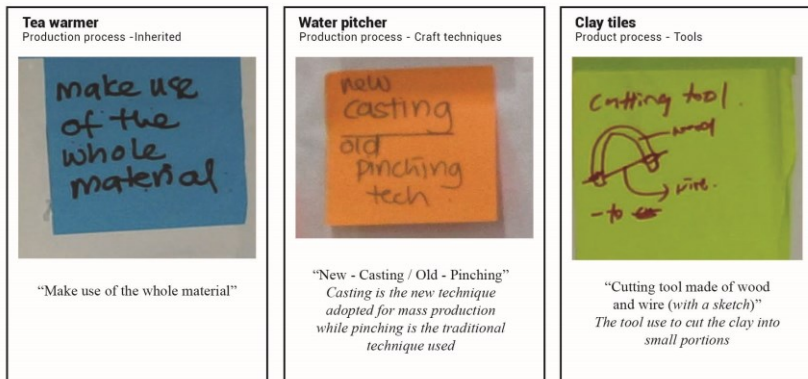 Tea warmer
Production process -Inherited
make use
of the
whole
material
“Make use of the whole material”
Water pitcher
Production process - Craft techniques
new
casting
old
pinching
tech.
“New - Casting / Old - Pinching”
Casting is the new technique
adopted for mass production
while pinching is the traditional
technique used
Clay tiles
Product process - Tools
Cutting tool.
wood
wire.
- to
“Cutting tool made of wood
and wire (with a sketch)”
The tool use to cut the clay into
small portions